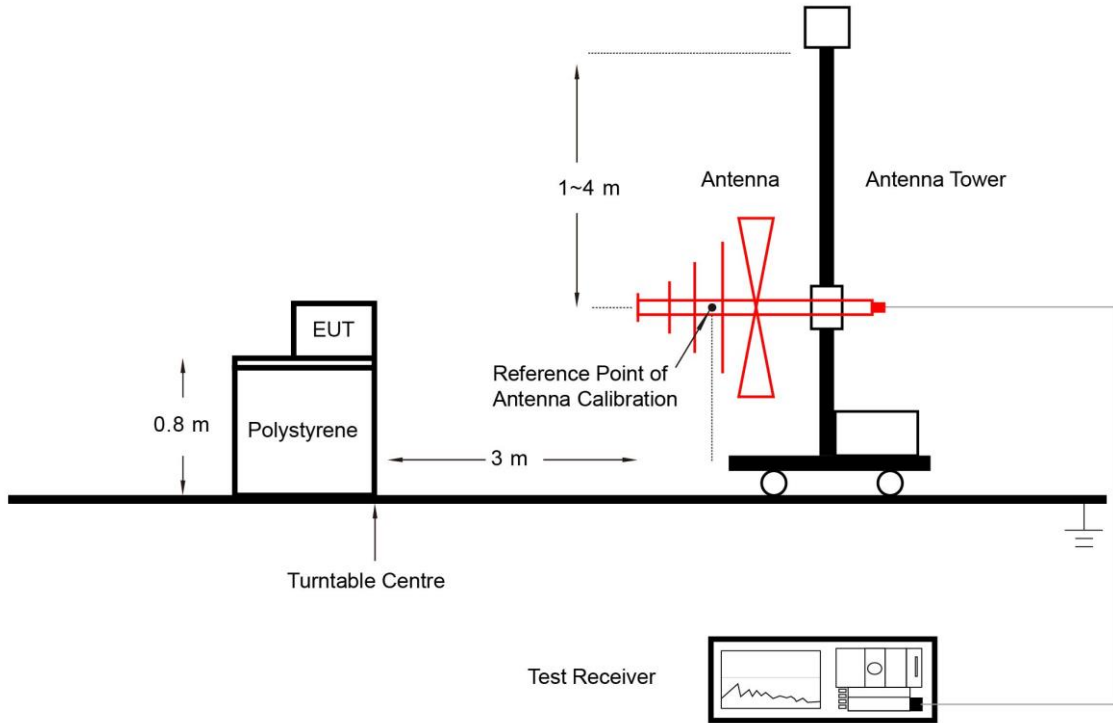 1~4 m
Antenna
Antenna Tower
EUT
Reference Point of
Antenna Calibration
0.8 m
Polystyrene
3 m
Turntable Centre
Test Receiver